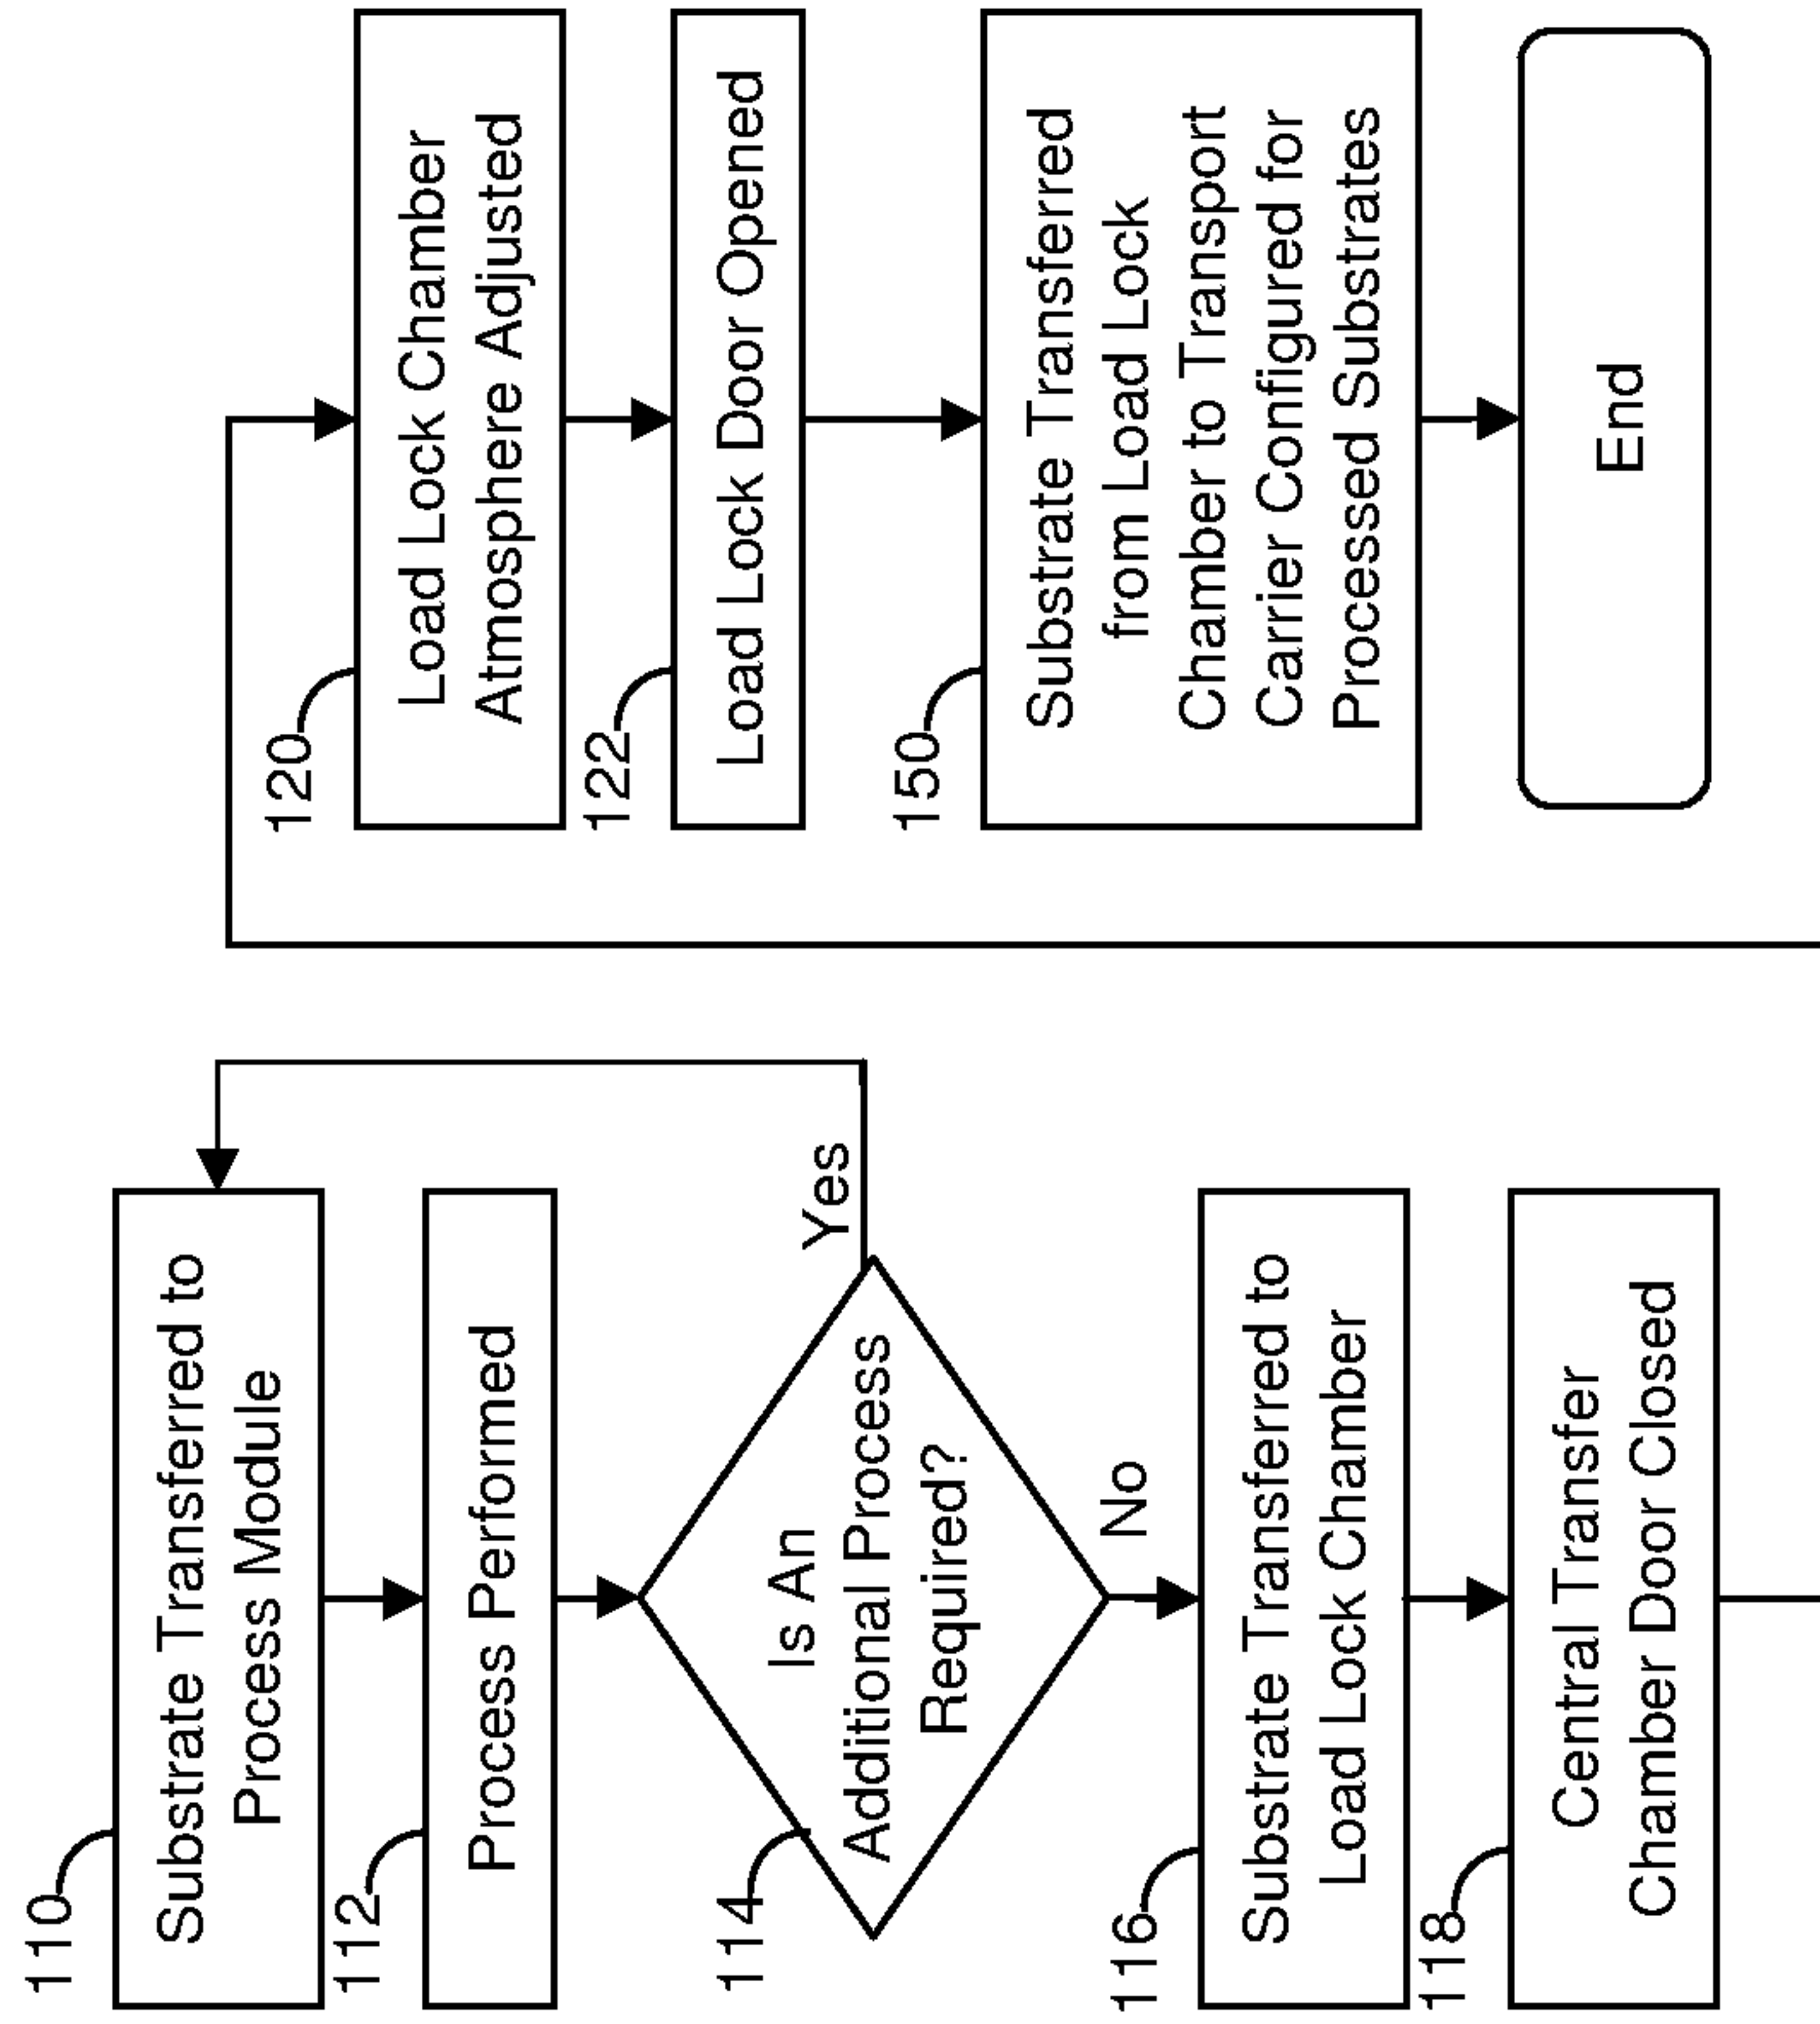 110
Substrate Transferred to
Process Module
112
Process Performed
114
Is An
Additional Process
Required?
Yes
No
116
Substrate Transferred to
Load Lock Chamber
118
Central Transfer
Chamber Door Closed
120
Load Lock Chamber
Atmosphere Adjusted
122
Load Lock Door Opened
150
Substrate Transferred
from Load Lock
Chamber to Transport
Carrier Configured for
Processed Substrates
End